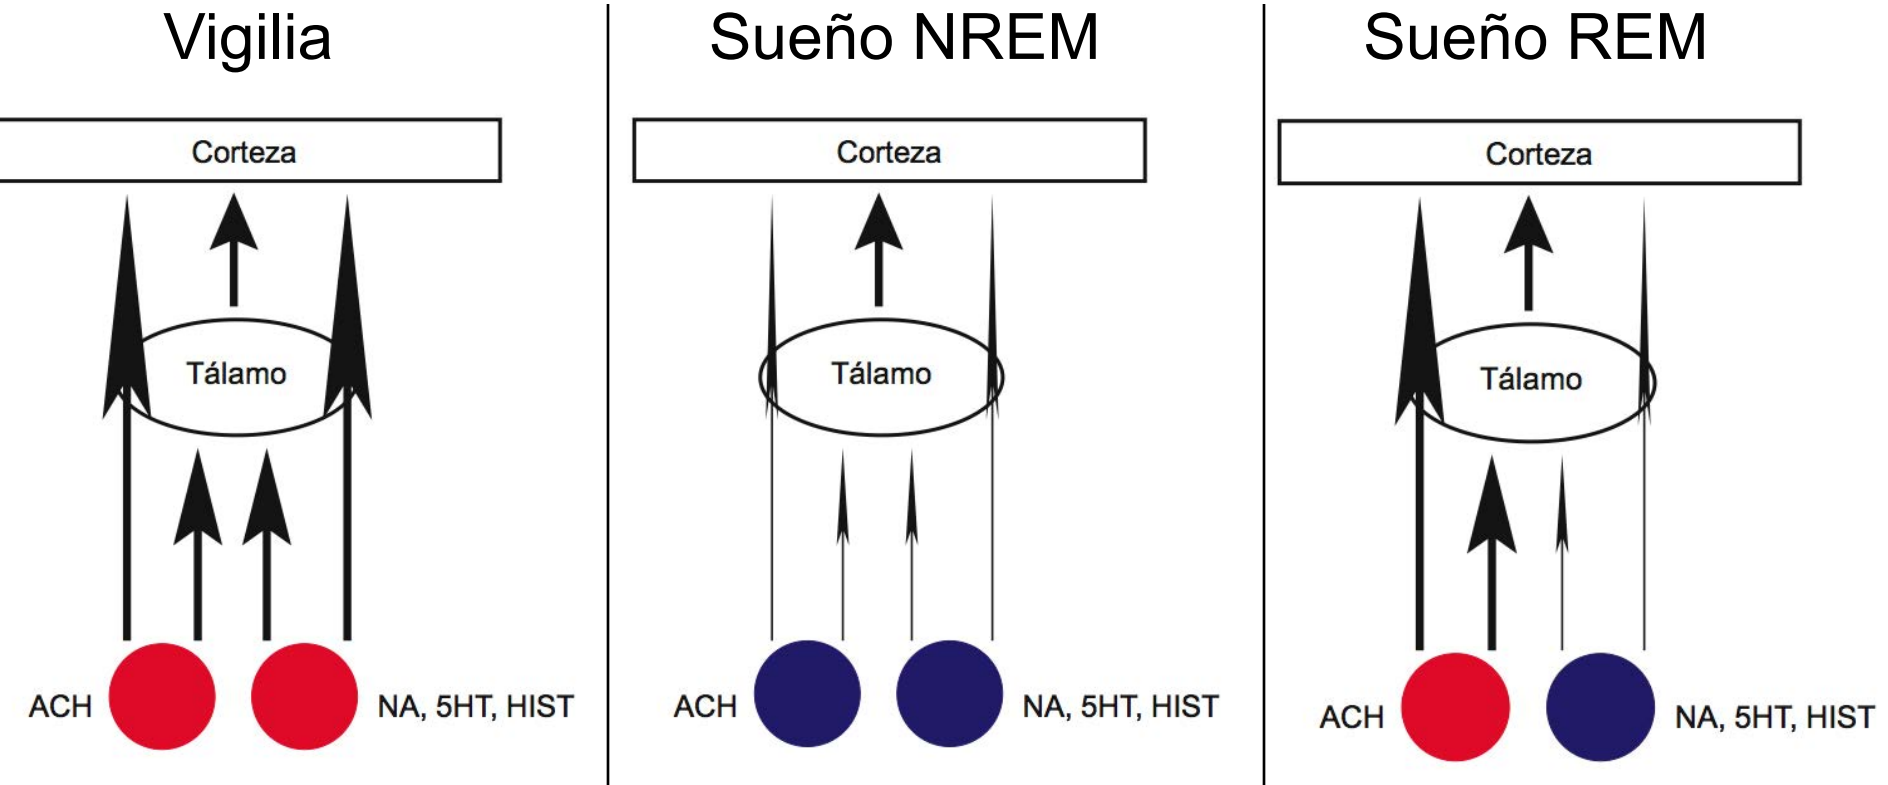 Vigilia
Corteza
Tálamo
ACH
NA, 5HT, HIST
Sueño NREM
Corteza
Tálamo
ACH
NA, 5HT, HIST
Sueño REM
Corteza
Tálamo
ACH
NA, 5HT, HIST